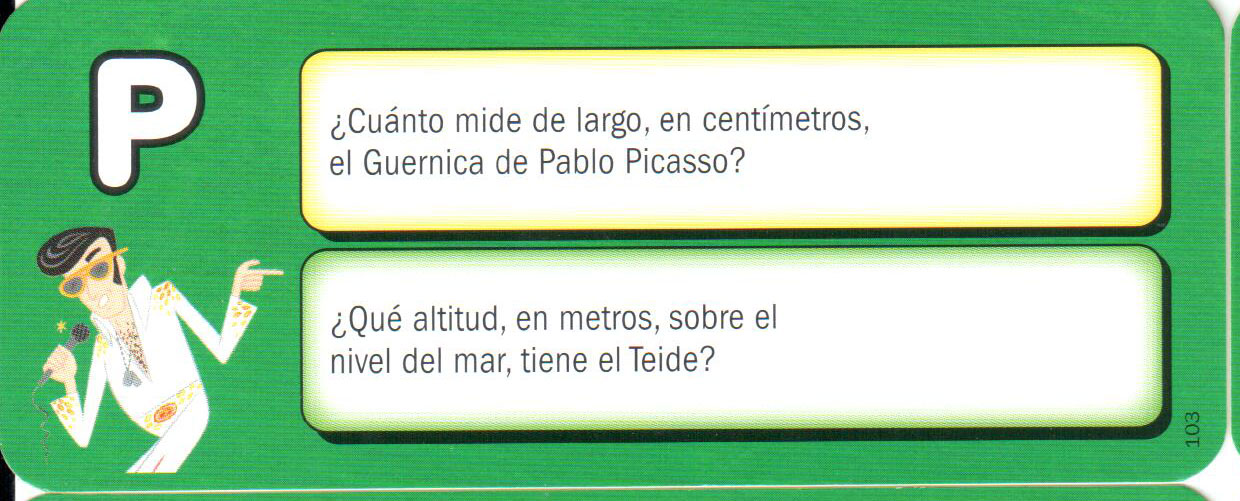 P
¿Cuánto mide de largo, en centímetros,
el Guernica de Pablo Picasso?
¿Qué altitud, en metros, sobre el
nivel del mar, tiene el Teide?
103